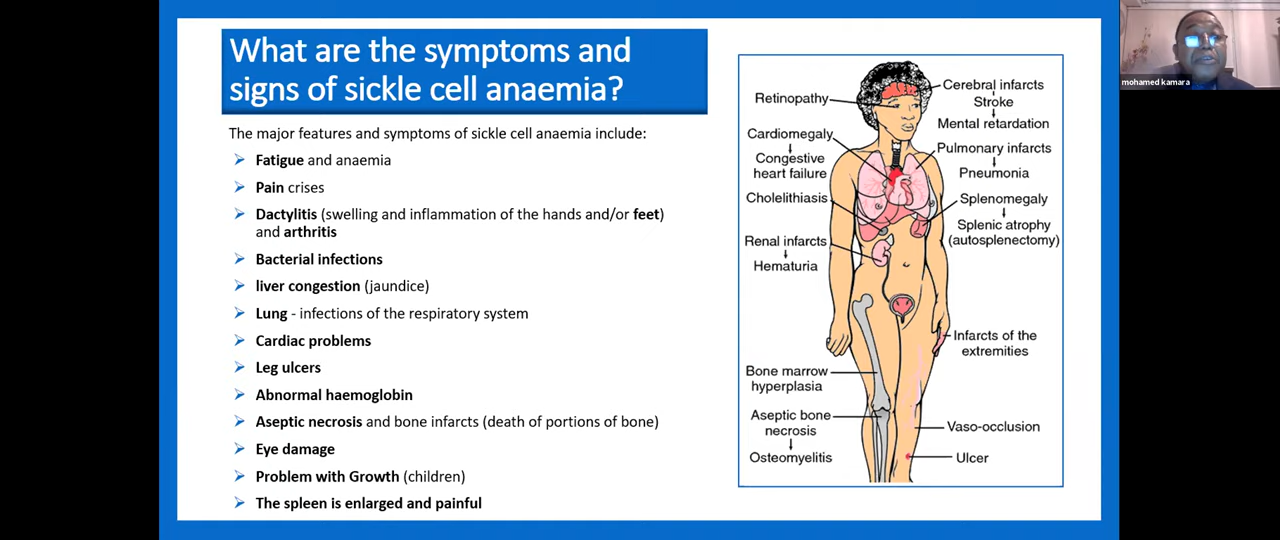 What are the symptoms and
signs of sickle cell anaemia?
The major features and symptoms of sickle cell anaemia include:
Fatigue and anaemia
Pain crises
Dactylitis (swelling and inflammation of the hands and/or feet)
and arthritis
Bacterial infections
liver congestion (jaundice)
Lung - infections of the respiratory system
Cardiac problems
Leg ulcers
Abnormal haemoglobin
Aseptic necrosis and bone infarcts (death of portions of bone)
Eye damage
Problem with Growth (children)
The spleen is enlarged and painful
Retinopathy
Cardiomegaly
Congestive
heart failure
Cholelithiasis
Renal infarcts
Hematuria
Bone marrow
hyperplasia
Aseptic bone
necrosis
Osteomyelitis
Cerebral infarcts
Stroke
Mental retardation
Pulmonary infarcts
Pneumonia
Splenomegaly
Splenic atrophy
(autosplenectomy)
Infarcts of the
extremities
Vaso-occlusion
Ulcer
mohamed kamara